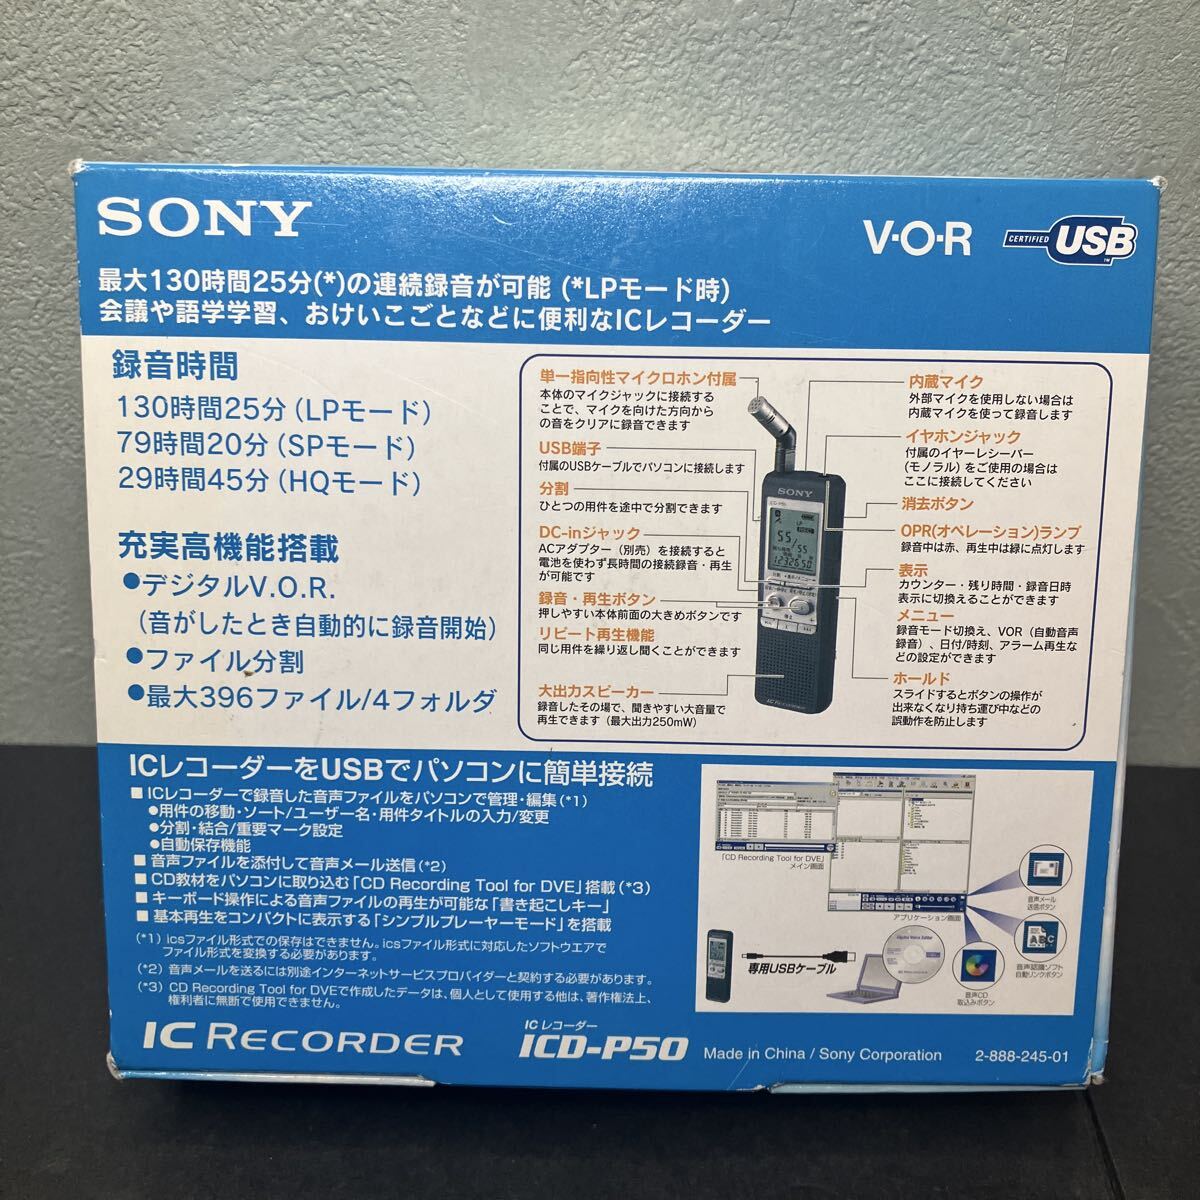 SONY
V・O・R
CERTIFIED USB
TM
最大130時間25分(*)の連続録音が可能 (*LPモード時)
会議や語学学習、おけいこごとなどに便利なICレコーダー
録音時間
130時間25分(LPモード)
79時間20分(SPモード)
29時間45分(HQモード)
充実高機能搭載
●デジタルV.O.R.
(音がしたとき自動的に録音開始)
●ファイル分割
●最大396ファイル/4フォルダ
単一指向性マイクロホン付属
本体のマイクジャックに接続する
ことで、マイクを向けた方向から
の音をクリアに録音できます
USB端子
付属のUSBケーブルでパソコンに接続します
分割
ひとつの用件を途中で分割できます
DC-inジャック
ACアダプター(別売)を接続すると
電池を使わず長時間の接続録音・再生
が可能です
録音・再生ボタン
押しやすい本体前面の大きめボタンです
リピート再生機能
同じ用件を繰り返し聞くことができます
大出力スピーカー
録音したその場で、聞きやすい大音量で
再生できます(最大出力250mW)
SONY
ICD-P50
LP
REC
55/55
IC RECORDER
内蔵マイク
外部マイクを使用しない場合は
内蔵マイクを使って録音します
イヤホンジャック
付属のイヤーレシーバー
(モノラル)をご使用の場合は
ここに接続してください
消去ボタン
OPR(オペレーション)ランプ
録音中は赤、再生中は緑に点灯します
表示
カウンター・残り時間・録音日時
表示に切換えることができます
メニュー
録音モード切換え、VOR(自動音声
録音)、日付/時刻、アラーム再生な
どの設定ができます
ホールド
スライドするとボタンの操作が
出来なくなり持ち運び中などの
誤動作を防止します
ICレコーダーをUSBでパソコンに簡単接続
■ICレコーダーで録音した音声ファイルをパソコンで管理・編集(*1)
●用件の移動・ソート/ユーザー名・用件タイトルの入力/変更
●分割・結合/重要マーク設定
●自動保存機能
■音声ファイルを添付して音声メール送信(*2)
■CD教材をパソコンに取り込む「CD Recording Tool for DVE」搭載(*3)
■キーボード操作による音声ファイルの再生が可能な「書き起こしキー」
■基本再生をコンパクトに表示する「シンプルプレーヤーモード」を搭載
(*1) icsファイル形式での保存はできません。icsファイル形式に対応したソフトウエアで
ファイル形式を変換する必要があります。
(*2) 音声メールを送るには別途インターネットサービスプロバイダーと契約する必要があります。
(*3) CD Recording Tool for DVEで作成したデータは、個人として使用する他は、著作権法上、
権利者に無断で使用できません。
「CD Recording Tool for DVE」
メイン画面
アプリケーション画面
音声メール
送信ボタン
ABC
音声認識ソフト
自動リンクボタン
音声CD
取込みボタン
Digital Voice Editor
専用USBケーブル
IC RECORDER
ICレコーダー
ICD-P50
Made in China / Sony Corporation
2-888-245-01